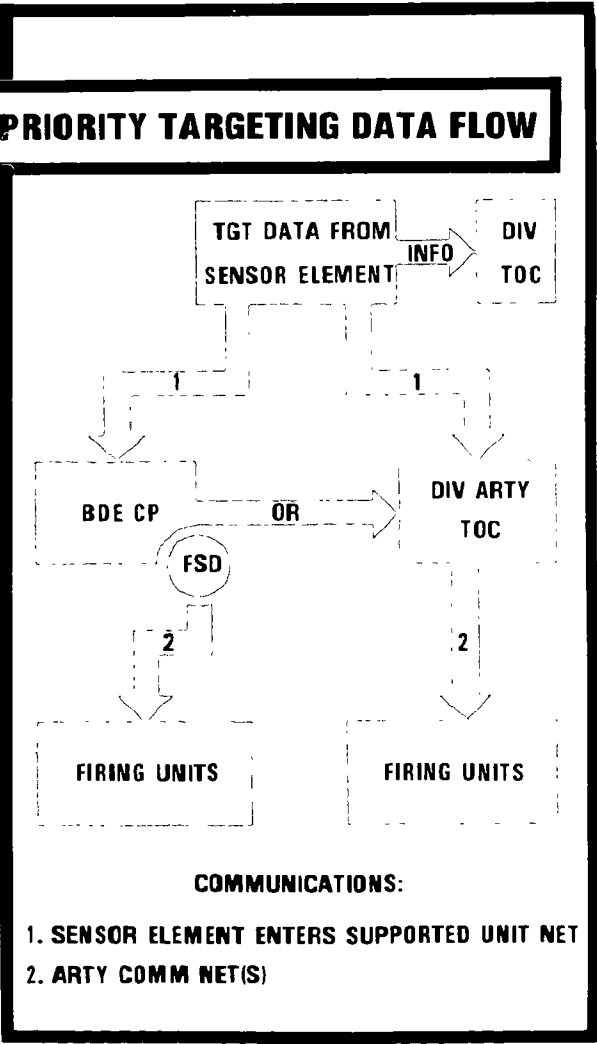 PRIORITY TARGETING DATA FLOW
TGT DATA FROM
SENSOR ELEMENT
INFO
DIV
TOC
1
1
BDE CP
OR
DIV ARTY
TOC
FSD
2
2
FIRING UNITS
FIRING UNITS
COMMUNICATIONS:
1. SENSOR ELEMENT ENTERS SUPPORTED UNIT NET
2. ARTY COMM NET(S)